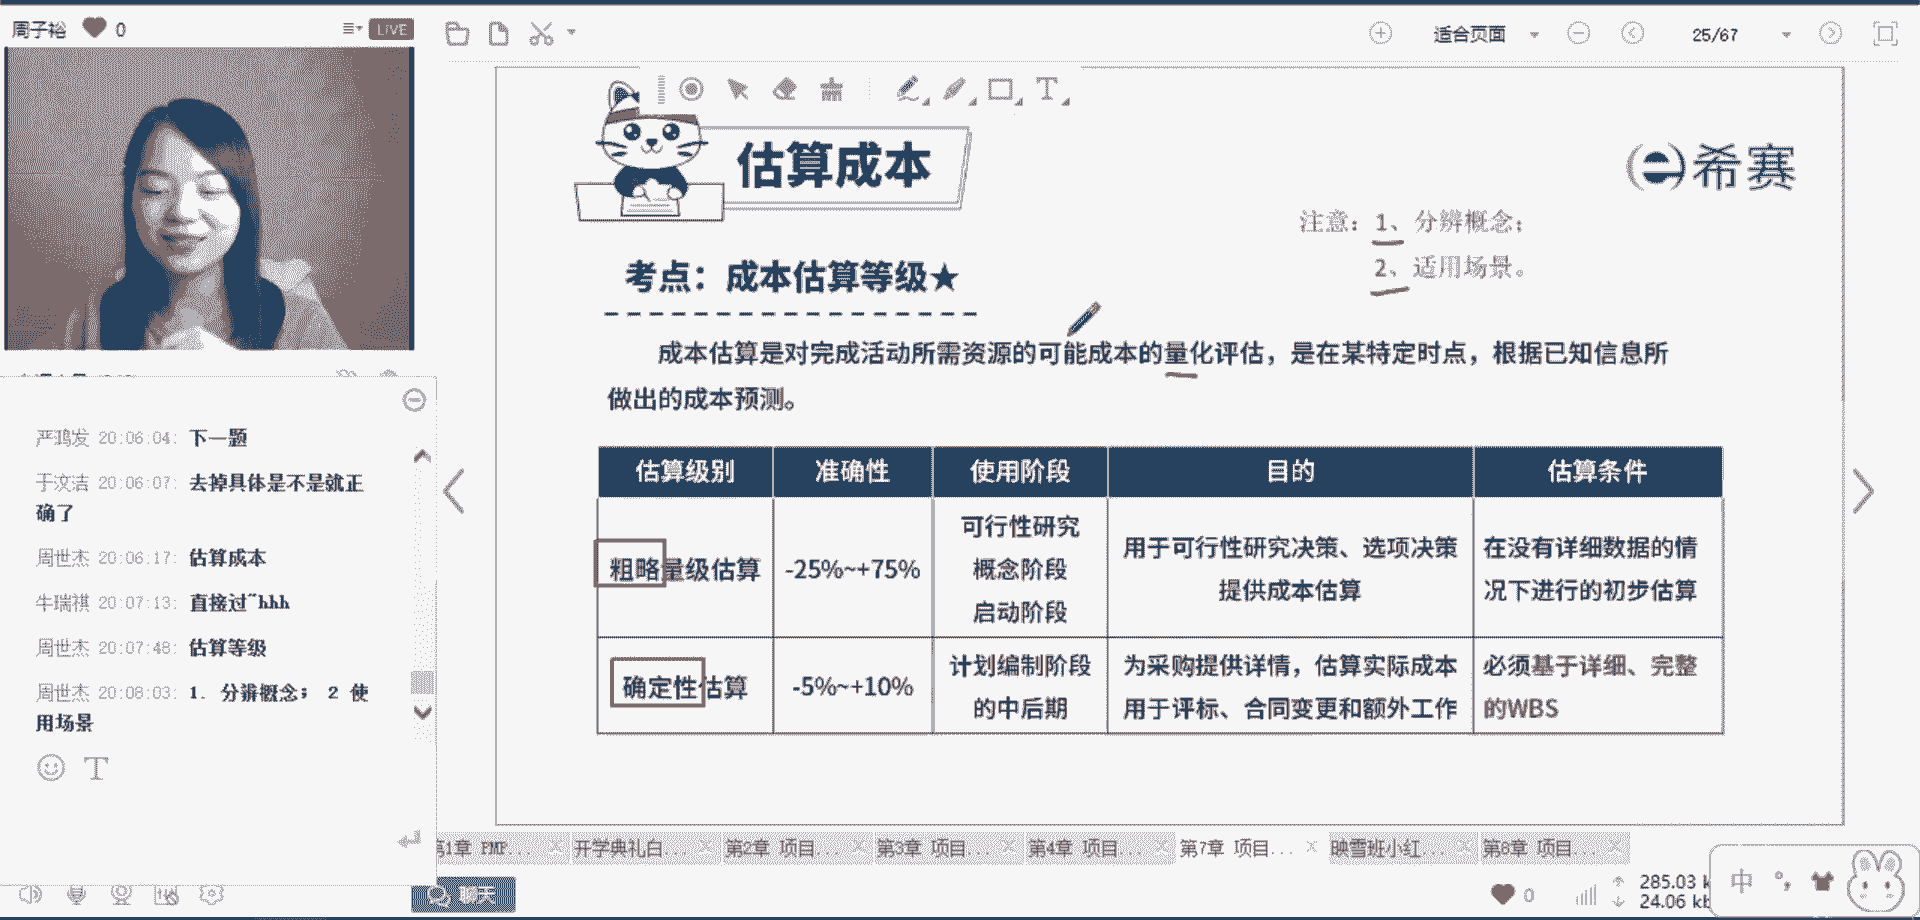 周子裕 0 LIVE
适合页面 25/67
估算成本
希赛
注意：1、分辨概念；
2、适用场景。
考点：成本估算等级★
成本估算是对完成活动所需资源的可能成本的量化评估，是在某特定时点，根据已知信息所
做出的成本预测。
估算级别 准确性 使用阶段 目的 估算条件
粗略量级估算 -25%~+75% 可行性研究 概念阶段 启动阶段 用于可行性研究决策、选项决策 提供成本估算 在没有详细数据的情 况下进行的初步估算
确定性估算 -5%~+10% 计划编制阶段 的中后期 为采购提供详情，估算实际成本 用于评标、合同变更和额外工作 必须基于详细、完整 的WBS
严鸿发 20:06:04: 下一题
于汶洁 20:06:07: 去掉具体是不是就正
确了
周世杰 20:06:17: 估算成本
牛瑞祺 20:07:13: 直接过~hhh
周世杰 20:07:48: 估算等级
周世杰 20:08:03: 1. 分辨概念； 2 使
用场景
T
第1章 PMP... 开学典礼白... 第2章 项目... 第3章 项目... 第4章 项目... 第7章 项目... 映雪班小红... 第8章 项目...
聊天 0 285.03 k
24.06 kb
中